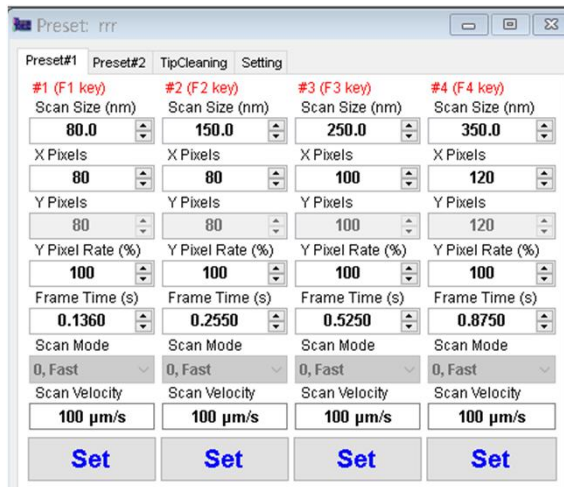 Preset: rrr
Preset#1 Preset#2 TipCleaning Setting
#1 (F1 key) #2 (F2 key) #3 (F3 key) #4 (F4 key)
Scan Size (nm) Scan Size (nm) Scan Size (nm) Scan Size (nm)
80.0 150.0 250.0 350.0
X Pixels X Pixels X Pixels X Pixels
80 80 100 120
Y Pixels Y Pixels Y Pixels Y Pixels
80 80 100 120
Y Pixel Rate (%) Y Pixel Rate (%) Y Pixel Rate (%) Y Pixel Rate (%)
100 100 100 100
Frame Time (s) Frame Time (s) Frame Time (s) Frame Time (s)
0.1360 0.2550 0.5250 0.8750
Scan Mode Scan Mode Scan Mode Scan Mode
0, Fast 0, Fast 0, Fast 0, Fast
Scan Velocity Scan Velocity Scan Velocity Scan Velocity
100 µm/s 100 µm/s 100 µm/s 100 µm/s
Set Set Set Set